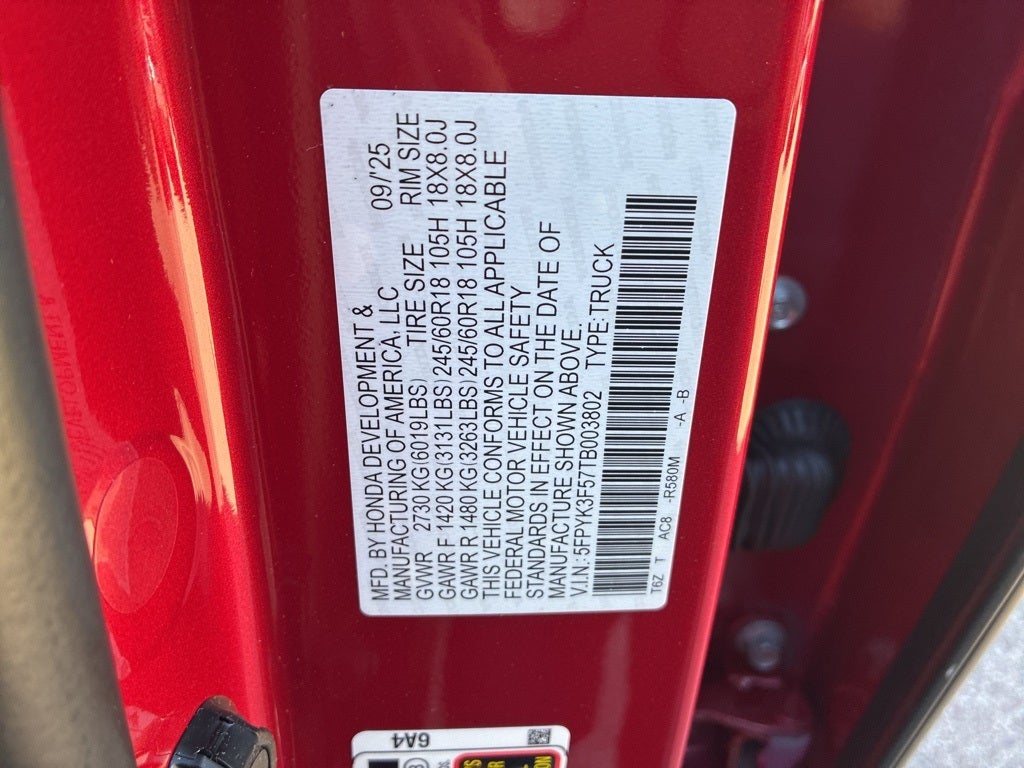 MFD. BY HONDA DEVELOPMENT & 09/'25
MANUFACTURING OF AMERICA, LLC
GVWR 2730 KG (6019LBS) TIRE SIZE RIM SIZE
GAWR F 1420 KG (3131LBS) 245/60R18 105H 18X8.0J
GAWR R 1480 KG (3263LBS) 245/60R18 105H 18X8.0J
THIS VEHICLE CONFORMS TO ALL APPLICABLE
FEDERAL MOTOR VEHICLE SAFETY
STANDARDS IN EFFECT ON THE DATE OF
MANUFACTURE SHOWN ABOVE.
V.I.N.: 5FPYK3F57TB003802 TYPE:TRUCK
T6Z T AC8 -R580M -A -B
6A4